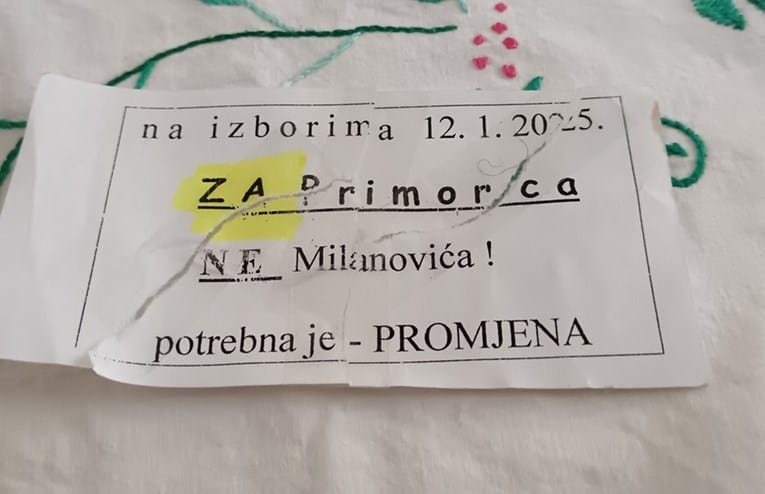 na izborima 12. 1. 2025.
ZA Primorca
NE Milanovića !
potrebna je - PROMJENA